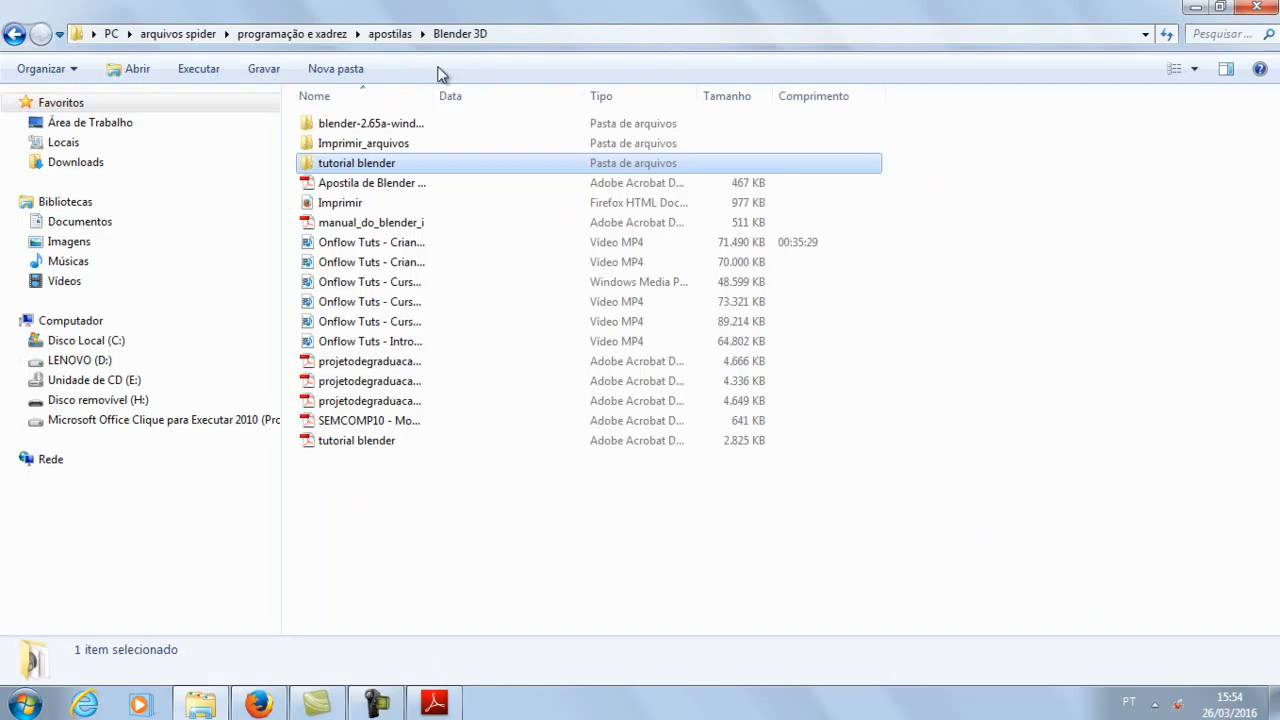 PC arquivos spider programação e xadrez apostilas Blender 3D Pesquisar...
Organizar Abrir Executar Gravar Nova pasta
Favoritos
Área de Trabalho
Locais
Downloads
Bibliotecas
Documentos
Imagens
Músicas
Vídeos
Computador
Disco Local (C:)
LENOVO (D:)
Unidade de CD (E:)
Disco removível (H:)
Microsoft Office Clique para Executar 2010 (Prc
Rede
Nome Data Tipo Tamanho Comprimento
blender-2.65a-wind... Pasta de arquivos
Imprimir_arquivos Pasta de arquivos
tutorial blender Pasta de arquivos
Apostila de Blender ... Adobe Acrobat D... 467 KB
Imprimir Firefox HTML Doc... 977 KB
manual_do_blender_i Adobe Acrobat D... 511 KB
Onflow Tuts - Crian... Vídeo MP4 71.490 KB 00:35:29
Onflow Tuts - Crian... Vídeo MP4 70.000 KB
Onflow Tuts - Curs... Windows Media P... 48.599 KB
Onflow Tuts - Curs... Vídeo MP4 73.321 KB
Onflow Tuts - Curs... Vídeo MP4 89.214 KB
Onflow Tuts - Intro... Vídeo MP4 64.802 KB
projetodegraduaca... Adobe Acrobat D... 4.666 KB
projetodegraduaca... Adobe Acrobat D... 4.336 KB
projetodegraduaca... Adobe Acrobat D... 4.649 KB
SEMCOMP10 - Mo... Adobe Acrobat D... 641 KB
tutorial blender Adobe Acrobat D... 2.825 KB
1 item selecionado
PT 15:54
26/03/2016